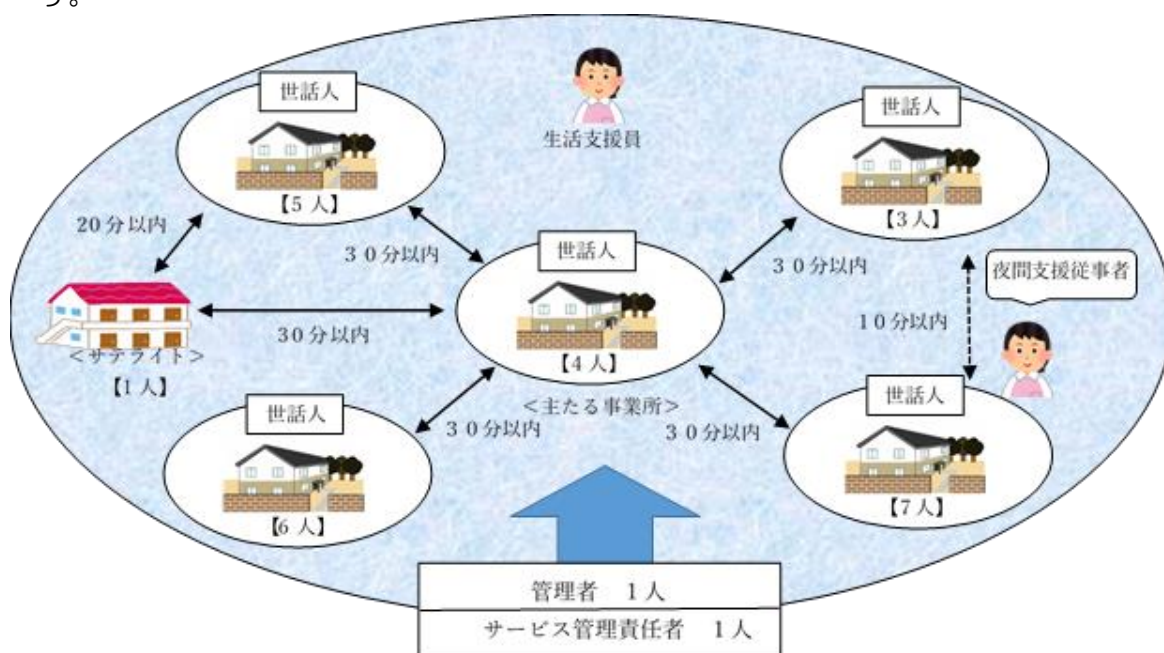 す。
世話人
【5 人】
生活支援員
世話人
【3 人】
20分以内
３０分以内
世話人
３０分以内
夜間支援従事者
10分以内
30分以内
＜サテライト＞
【1 人】
【4 人】
＜主たる事業所＞
世話人
３０分以内
３０分以内
世話人
【6 人】
【7 人】
管理者　１人
サービス管理責任者　１人